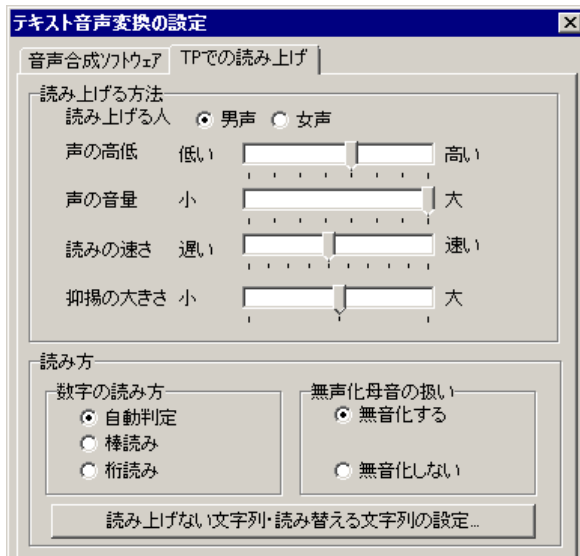 テキスト音声変換の設定
音声合成ソフトウェア TPでの読み上げ
読み上げる方法
読み上げる人 男声 女声
声の高低 低い 高い
声の音量 小 大
読みの速さ 遅い 速い
抑揚の大きさ 小 大
読み方
数字の読み方 無声化母音の扱い
自動判定 無音化する
棒読み
桁読み 無音化しない
読み上げない文字列・読み替える文字列の設定...